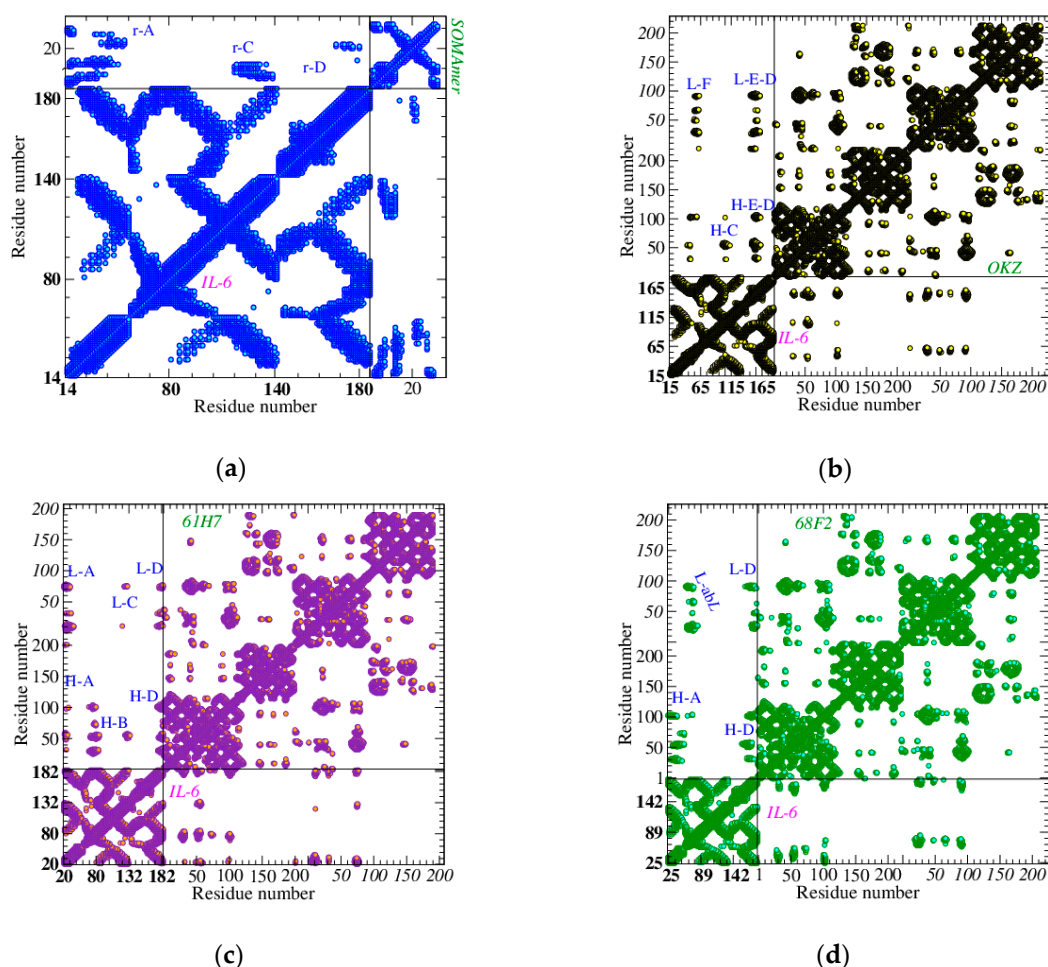 r-A
r-C
r-D
SOMAmer
IL-6
20
180
140
80
14
14 80 140 180 20
Residue number
Residue number
(a)
L-F
L-E-D
H-E-D
H-C
OKZ
IL-6
200
150
100
50
200
150
100
50
165
115
65
15
15 65 115 165 50 100 150 200 50 100 150 200
Residue number
Residue number
(b)
61H7
L-A
L-D
L-C
H-A
H-D
H-B
IL-6
200
150
100
50
200
150
100
50
182
132
80
20
20 80 132 182 50 100 150 200 50 100 150 200
Residue number
Residue number
(c)
68F2
L-D
L-abL
H-A
H-D
IL-6
200
150
100
50
200
150
100
50
1
142
89
25
25 89 142 1 50 100 150 200 50 100 150 200
Residue number
Residue number
(d)